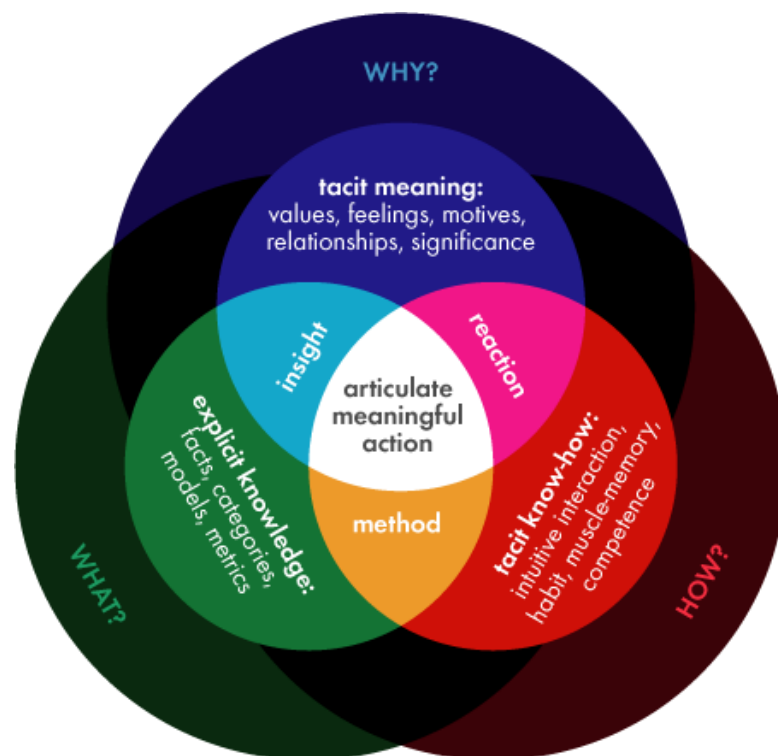 WHY?
tacit meaning:
values, feelings, motives,
relationships, significance
insight
reaction
articulate
meaningful
action
explicit knowledge:
facts, categories,
models, metrics
method
tacit know-how:
intuitive interaction,
habit, muscle-memory,
competence
WHAT?
HOW?